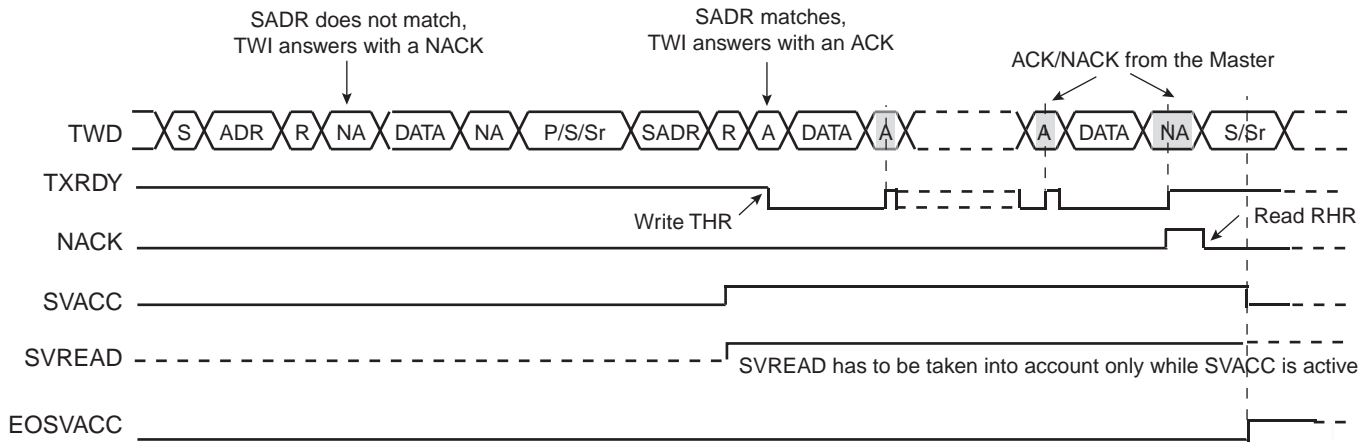 SADR does not match,
TWI answers with a NACK
SADR matches,
TWI answers with an ACK
ACK/NACK from the Master
TWD S ADR R NA DATA NA P/S/Sr SADR R A DATA A A DATA NA S/Sr
TXRDY
Write THR
Read RHR
NACK
SVACC
SVREAD
SVREAD has to be taken into account only while SVACC is active
EOSVACC